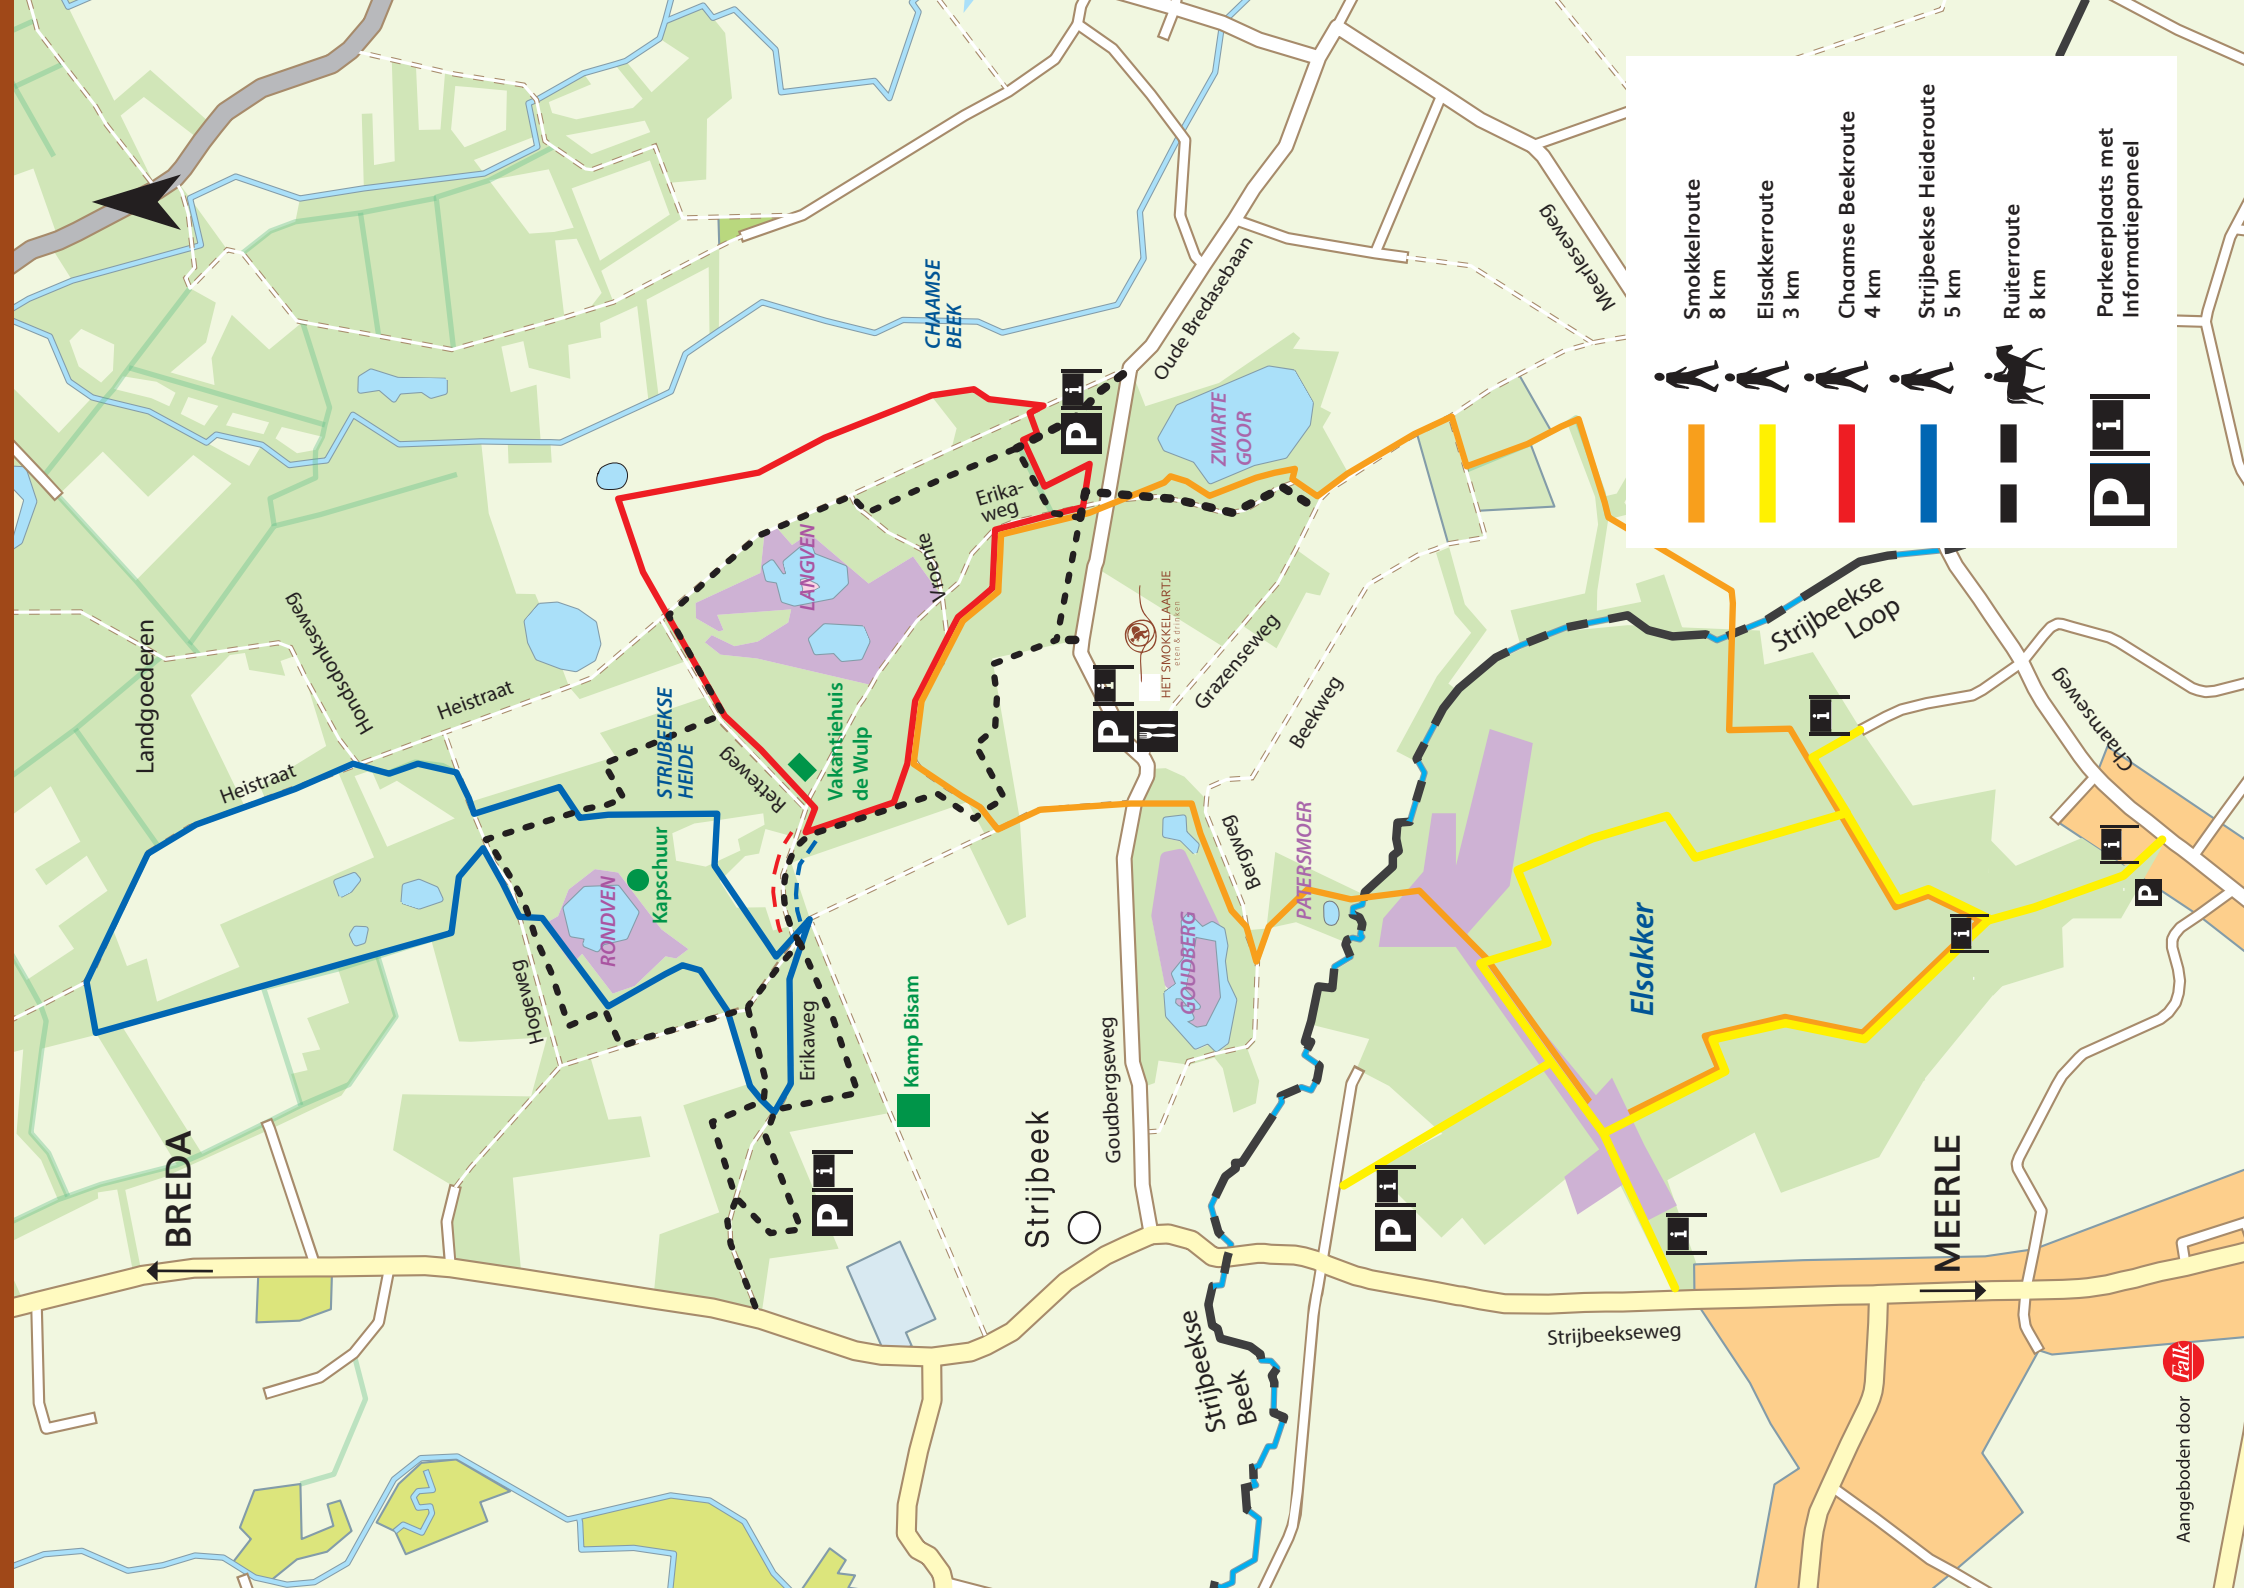 BREDA
Landgoederen
Heistraat
Hondsdonkseweg
Heistraat
Hogeweg
RONDVEN
Kapschuur
STRIJBEEKSE
HEIDE
Retteweg
LANGVEN
Vakantiehuis
de Wulp
Vroente
Erika-
weg
CHAAMSE
BEEK
Erikaweg
Kamp Bisam
Strijbeek
Goudbergseweg
GOUDBERG
Bergweg
PATERSMOER
Beekweg
Grazenseweg
HET SMOKKELAARTJE
eten & drinken
ZWARTE
GOOR
Oude Bredasebaan
Meerleseweg
P i
P i
P i
P i
i
i
i
i
P
Strijbeekse
Beek
Strijbeekse
Loop
Elsakker
Chaamseweg
Strijbeekseweg
MEERLE
Smokkelroute
8 km
Elsakkerroute
3 km
Chaamse Beekroute
4 km
Strijbeekse Heideroute
5 km
Ruiterroute
8 km
P i
Parkeerplaats met
Informatiepaneel
Aangeboden door
Falk